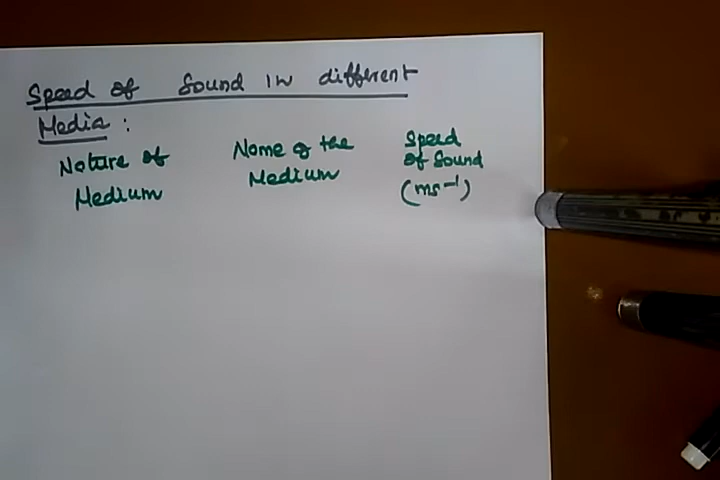 Speed of Sound in different
Media :
Nature of Name of the Speed
Medium Medium of Sound
(ms⁻¹)